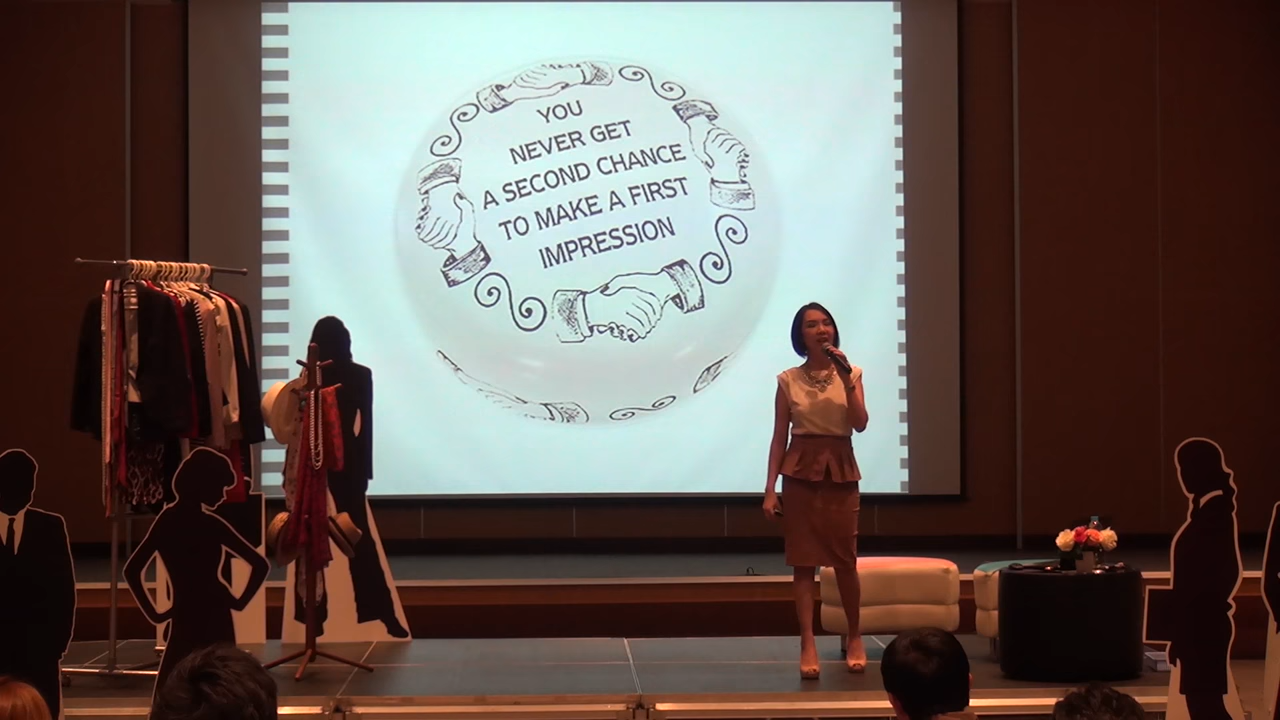 YOU
NEVER GET
A SECOND CHANCE
TO MAKE A FIRST
IMPRESSION